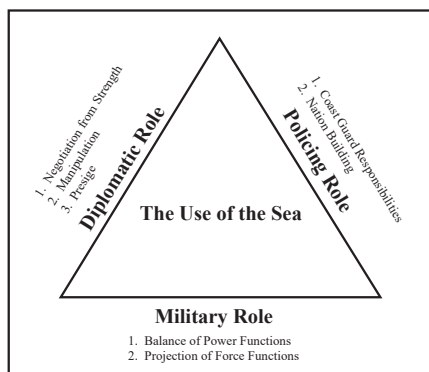 Diplomatic Role
1. Negotiation from Strength
2. Manipulation
3. Presige
Policing Role
1. Coast Guard Responsibilities
2. Nation Building
The Use of the Sea
Military Role
1. Balance of Power Functions
2. Projection of Force Functions